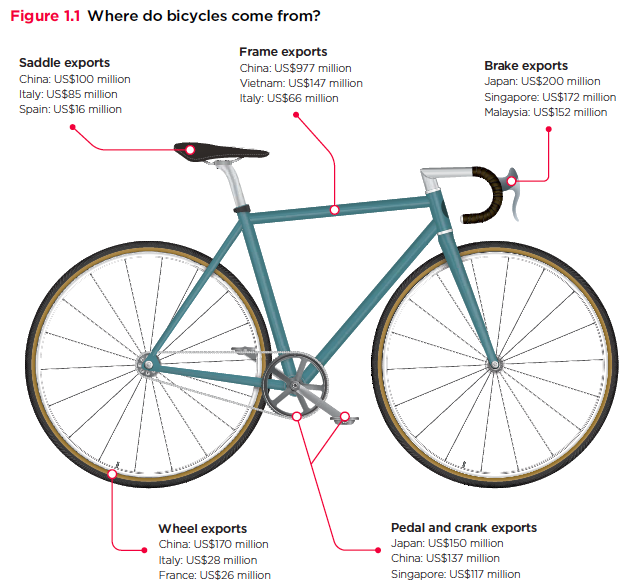 Figure 1.1 Where do bicycles come from?
Saddle exports
China: US$100 million
Italy: US$85 million
Spain: US$16 million
Frame exports
China: US$977 million
Vietnam: US$147 million
Italy: US$66 million
Brake exports
Japan: US$200 million
Singapore: US$172 million
Malaysia: US$152 million
Wheel exports
China: US$170 million
Italy: US$28 million
France: US$26 million
Pedal and crank exports
Japan: US$150 million
China: US$137 million
Singapore: US$117 million